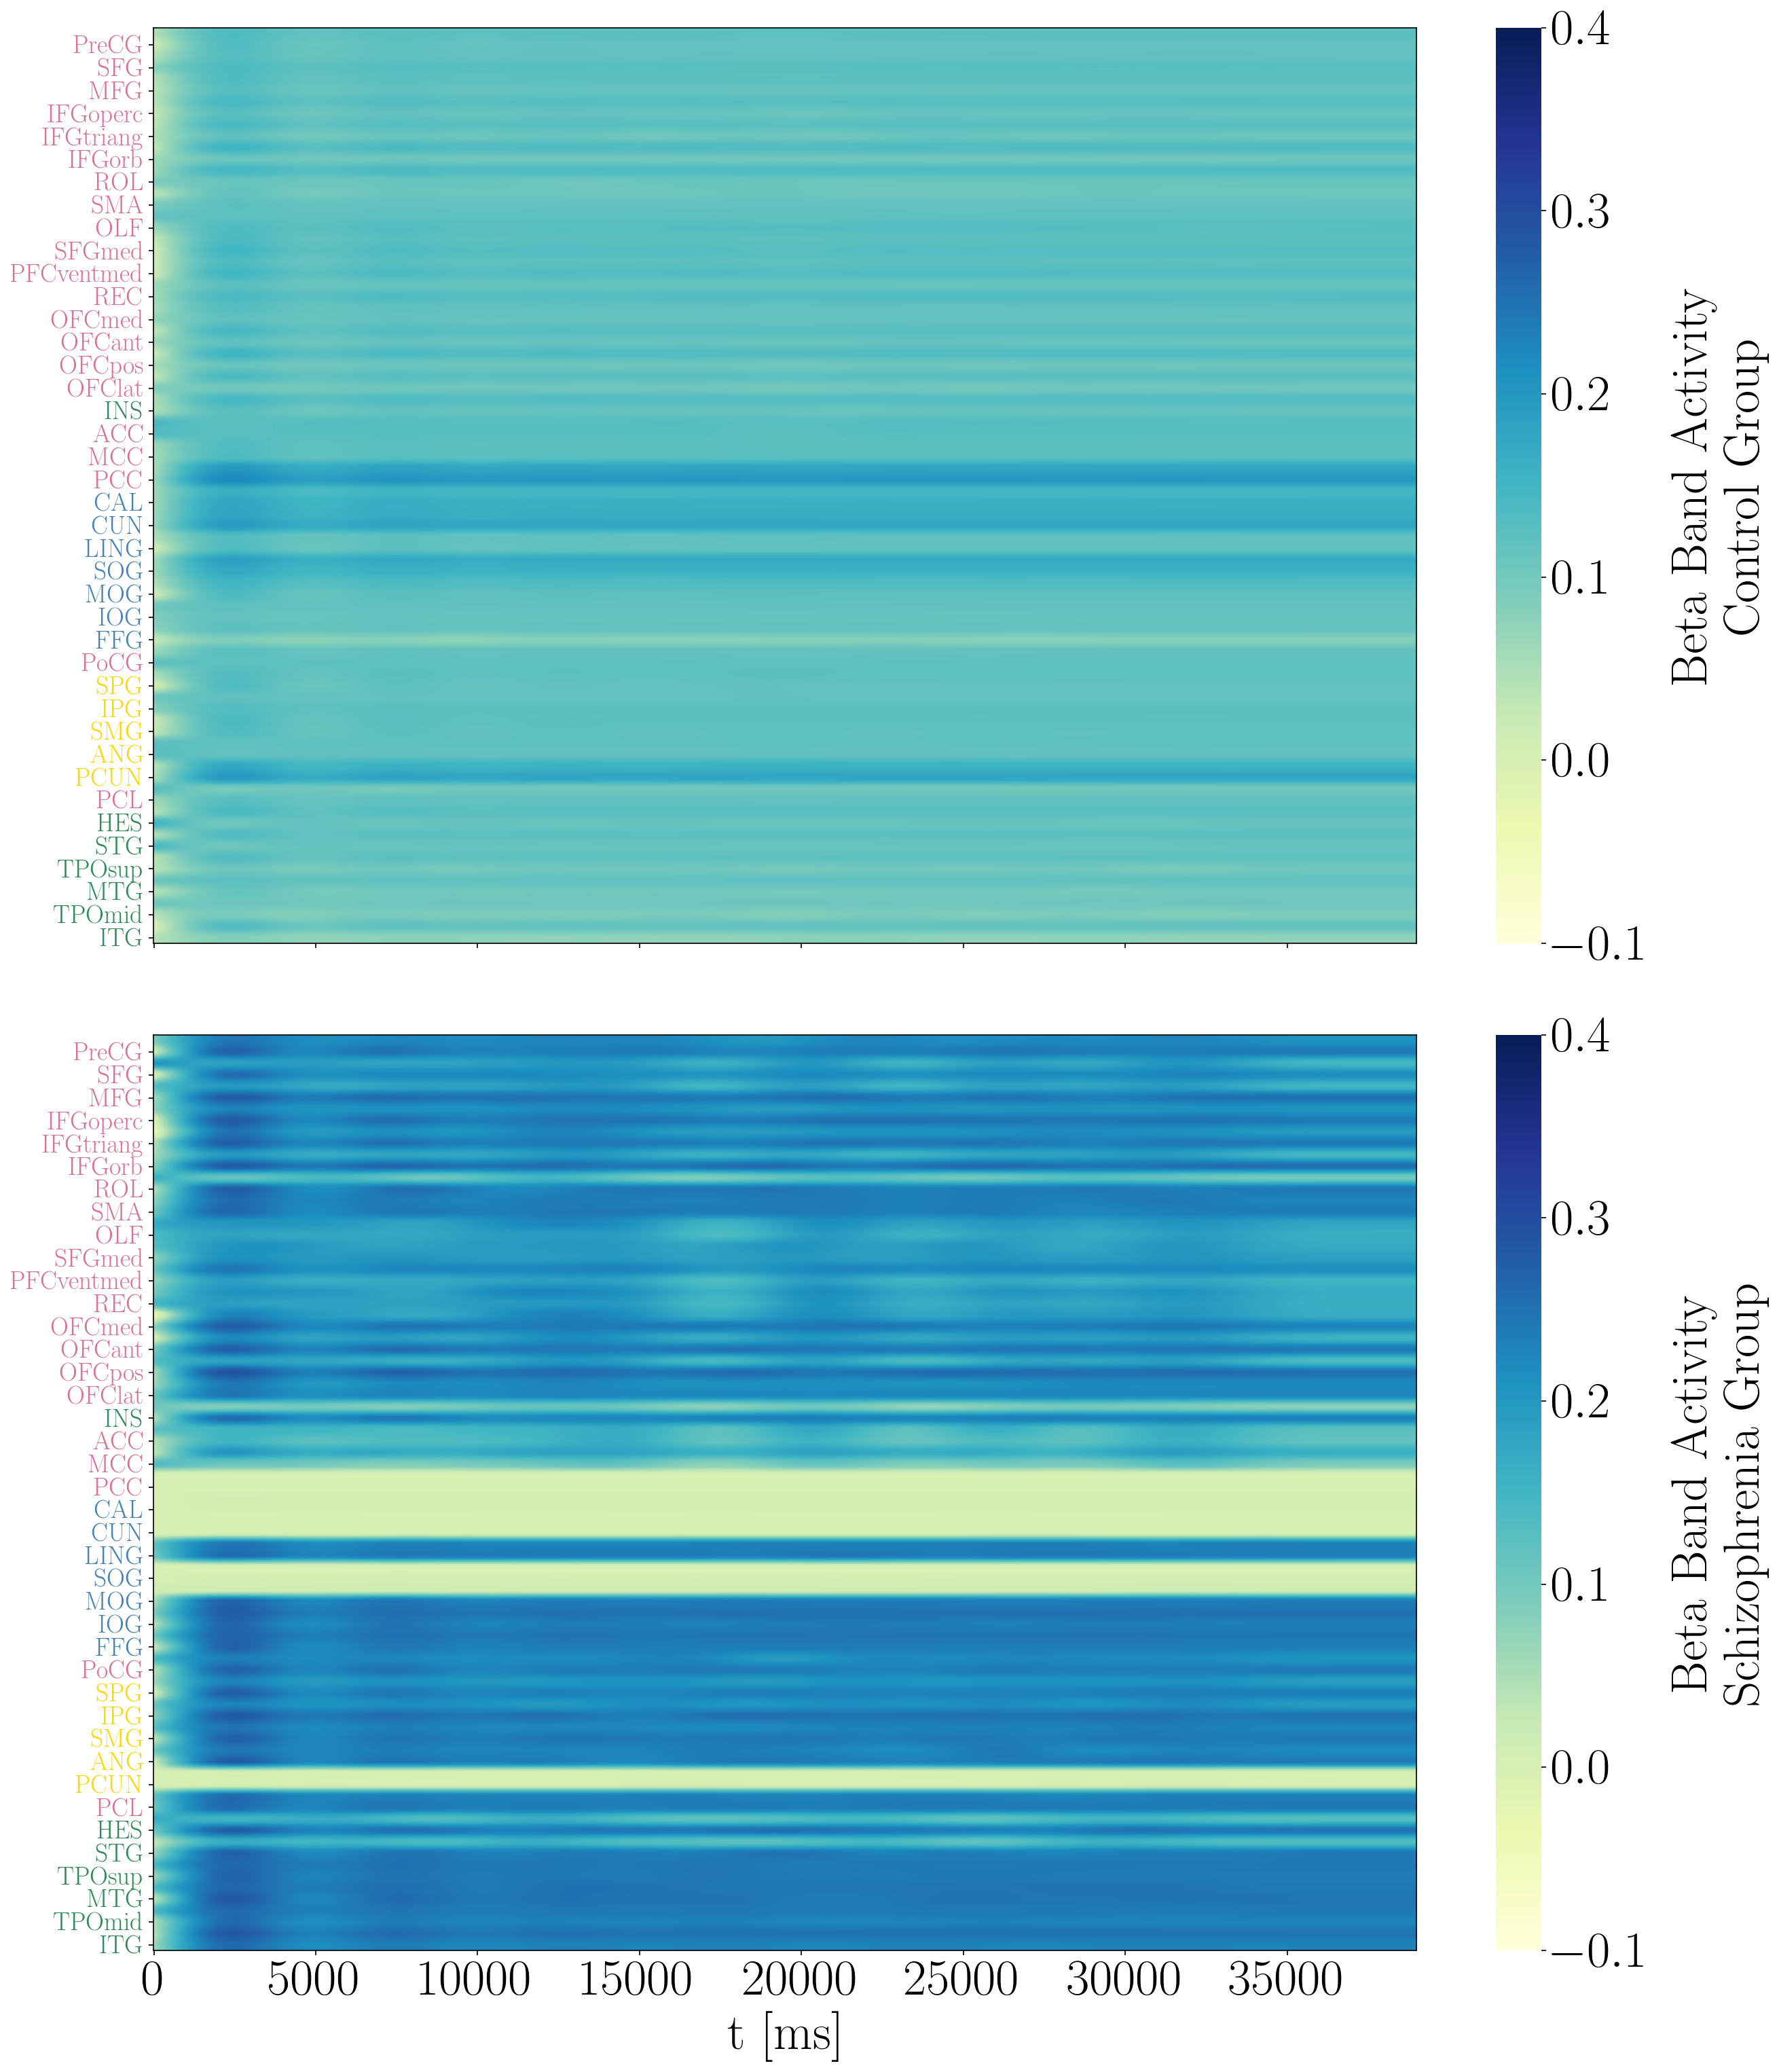 PreCG
SFG
MFG
IFGoperc
IFGtriang
IFGorb
ROL
SMA
OLF
SFGmed
PFCventmed
REC
OFCmed
OFCant
OFCpos
OFClat
INS
ACC
MCC
PCC
CAL
CUN
LING
SOG
MOG
IOG
FFG
PoCG
SPG
IPG
SMG
ANG
PCUN
PCL
HES
STG
TPOsup
MTG
TPOmid
ITG
0.4
0.3
0.2
0.1
0.0
−0.1
Beta Band Activity
Control Group
PreCG
SFG
MFG
IFGoperc
IFGtriang
IFGorb
ROL
SMA
OLF
SFGmed
PFCventmed
REC
OFCmed
OFCant
OFCpos
OFClat
INS
ACC
MCC
PCC
CAL
CUN
LING
SOG
MOG
IOG
FFG
PoCG
SPG
IPG
SMG
ANG
PCUN
PCL
HES
STG
TPOsup
MTG
TPOmid
ITG
0 5000 10000 15000 20000 25000 30000 35000
t [ms]
0.4
0.3
0.2
0.1
0.0
−0.1
Beta Band Activity
Schizophrenia Group